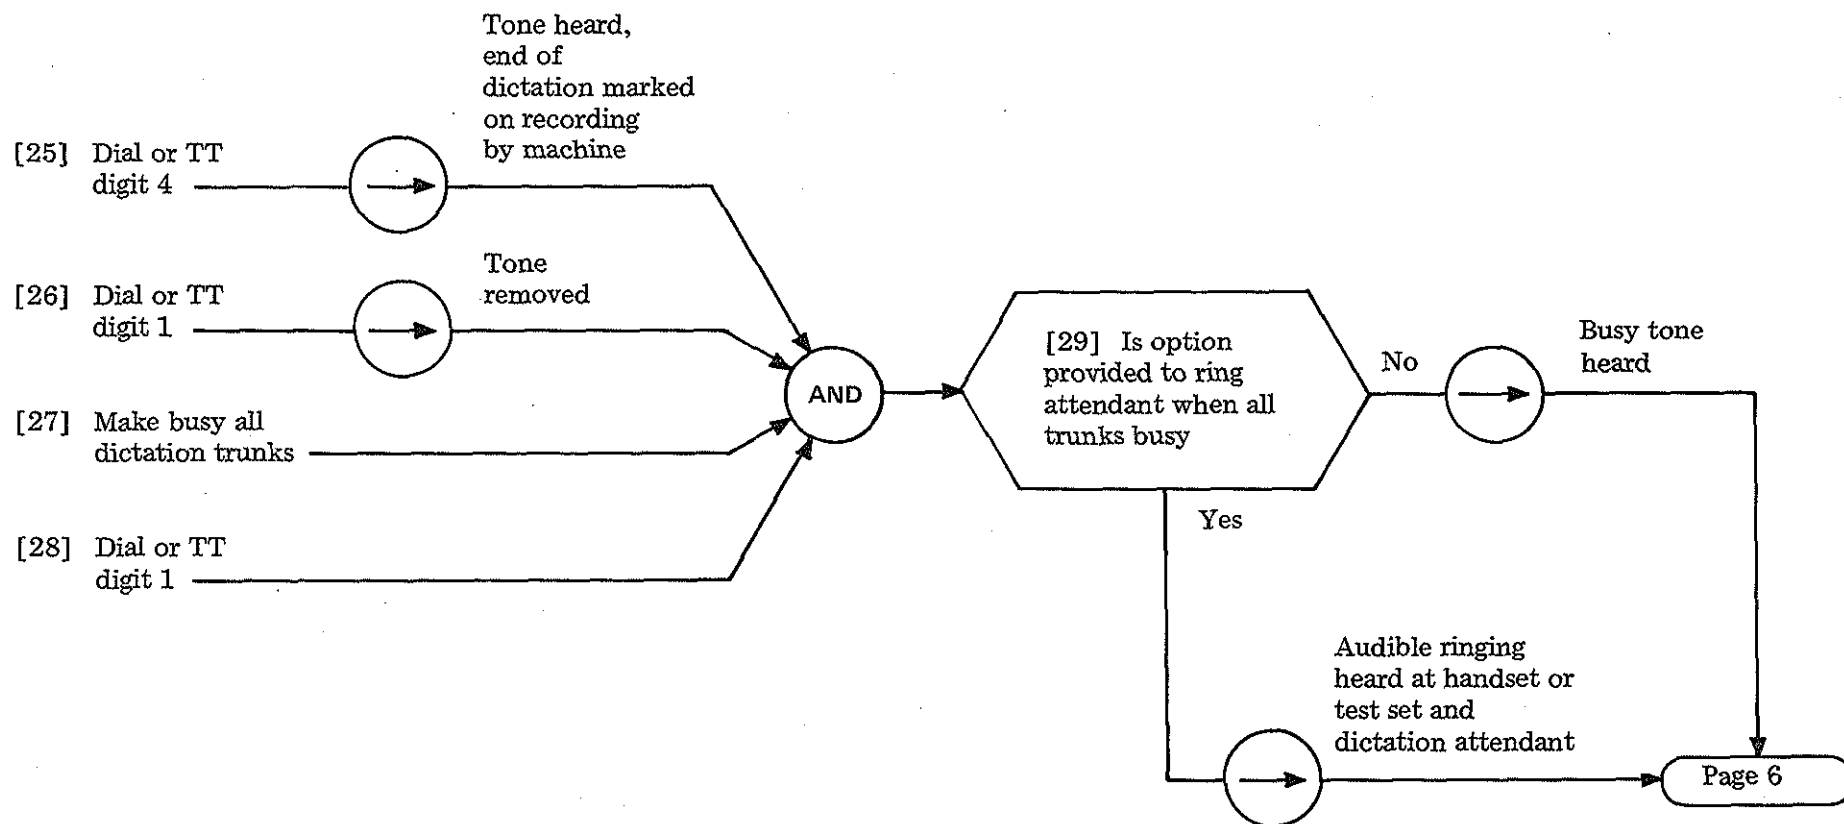 Tone heard,
end of
dictation marked
on recording
by machine
[25] Dial or TT
digit 4
Tone
removed
[26] Dial or TT
digit 1
[27] Make busy all
dictation trunks
[28] Dial or TT
digit 1
AND
[29] Is option
provided to ring
attendant when all
trunks busy
No
Busy tone
heard
Yes
Audible ringing
heard at handset or
test set and
dictation attendant
Page 6